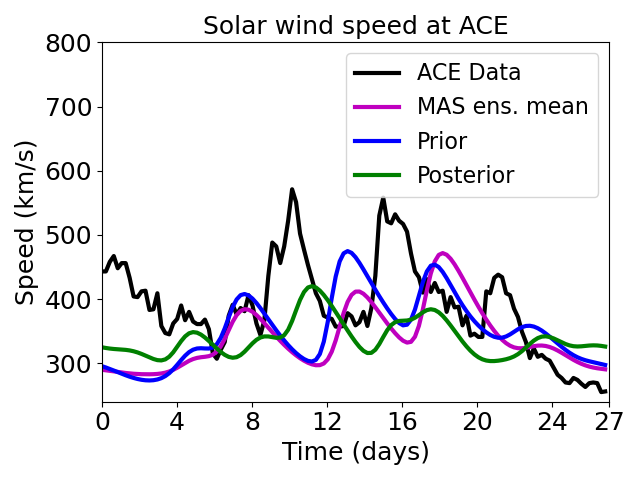 Solar wind speed at ACE
800
700
600
500
400
300
Speed (km/s)
ACE Data
MAS ens. mean
Prior
Posterior
0 4 8 12 16 20 24 27
Time (days)